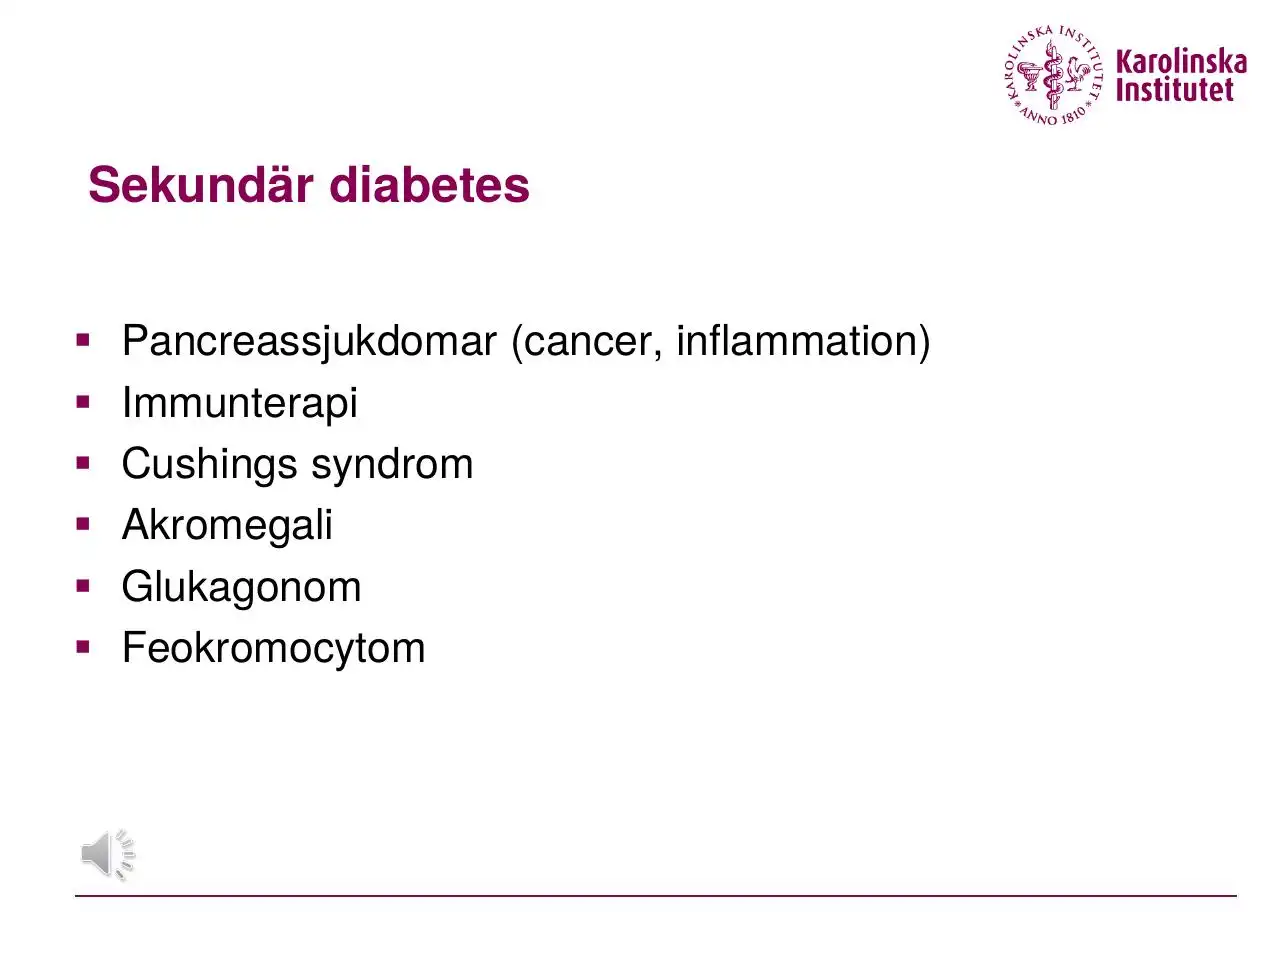 KAROLINSKA INSTITUTET
ANNO 1810
Karolinska
Institutet
Sekundär diabetes
Pancreassjukdomar (cancer, inflammation)
Immunterapi
Cushings syndrom
Akromegali
Glukagonom
Feokromocytom